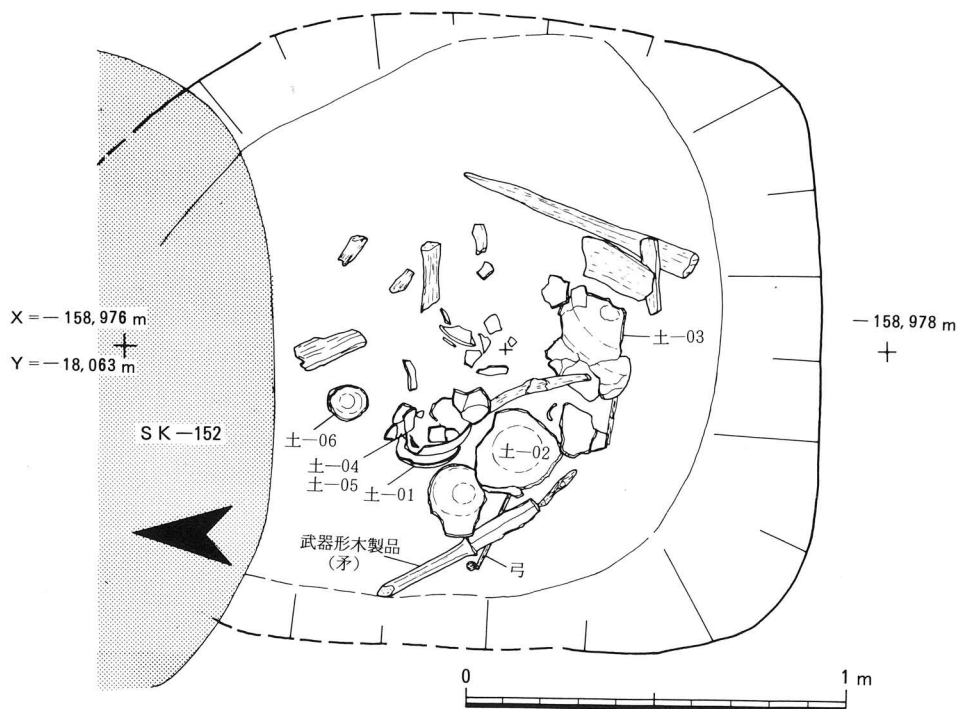 X＝－158,976 m
Y＝－18,063 m
－158,978 m
SK－152
土－03
土－06
土－04
土－05
土－01
土－02
武器形木製品
（矛）
弓
0
1 m